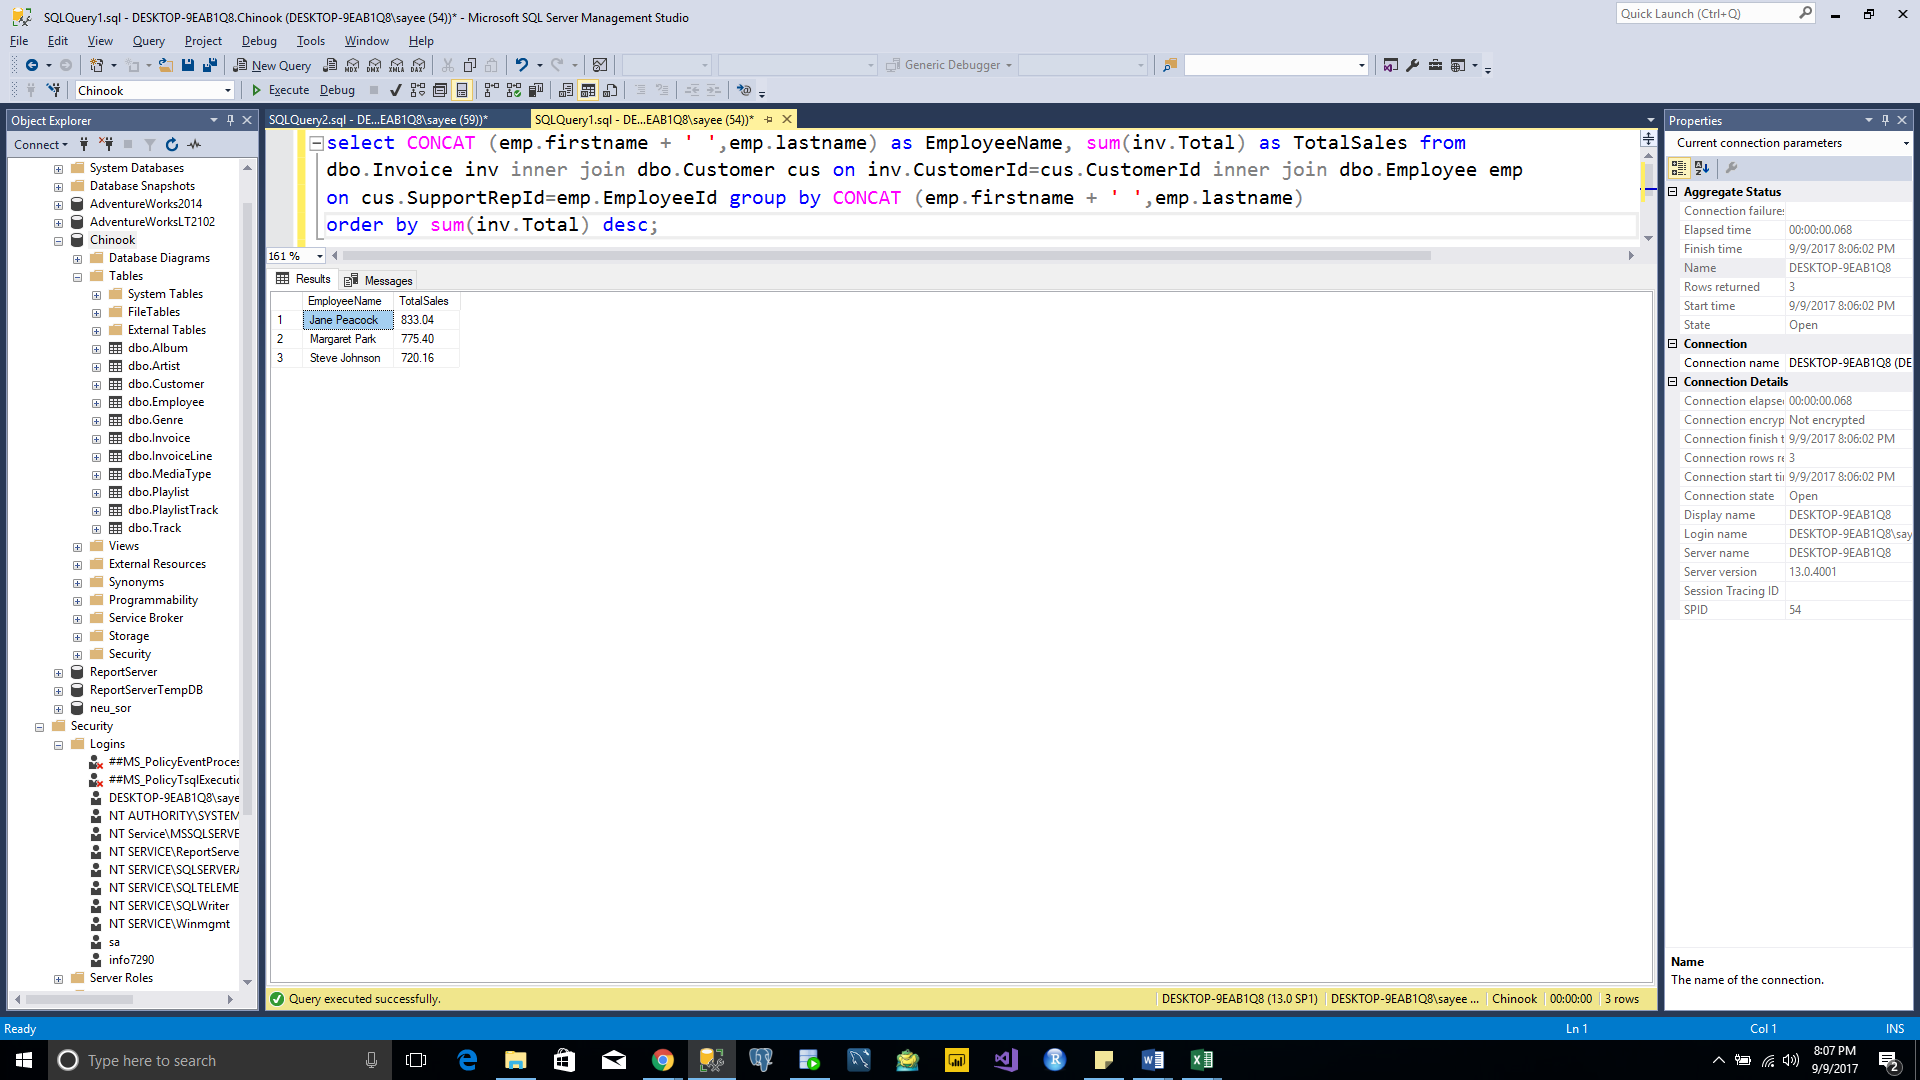 SQLQuery1.sql - DESKTOP-9EAB1Q8.Chinook (DESKTOP-9EAB1Q8\sayee (54))* - Microsoft SQL Server Management Studio
Quick Launch (Ctrl+Q)
File Edit View Query Project Debug Tools Window Help
New Query
MDX DMX XMLA DAX
Generic Debugger
Chinook
Execute Debug
Object Explorer
Connect
System Databases
Database Snapshots
AdventureWorks2014
AdventureWorksLT2102
Chinook
Database Diagrams
Tables
System Tables
FileTables
External Tables
dbo.Album
dbo.Artist
dbo.Customer
dbo.Employee
dbo.Genre
dbo.Invoice
dbo.InvoiceLine
dbo.MediaType
dbo.Playlist
dbo.PlaylistTrack
dbo.Track
Views
External Resources
Synonyms
Programmability
Service Broker
Storage
Security
ReportServer
ReportServerTempDB
neu_sor
Security
Logins
##MS_PolicyEventProces
##MS_PolicyTsqlExecutic
DESKTOP-9EAB1Q8\saye
NT AUTHORITY\SYSTEM
NT Service\MSSQLSERVE
NT SERVICE\ReportServe
NT SERVICE\SQLSERVERA
NT SERVICE\SQLTELEME
NT SERVICE\SQLWriter
NT SERVICE\Winmgmt
sa
info7290
Server Roles
SQLQuery2.sql - DE...EAB1Q8\sayee (59))*
SQLQuery1.sql - DE...EAB1Q8\sayee (54))*
select CONCAT (emp.firstname + ' ',emp.lastname) as EmployeeName, sum(inv.Total) as TotalSales from
dbo.Invoice inv inner join dbo.Customer cus on inv.CustomerId=cus.CustomerId inner join dbo.Employee emp
on cus.SupportRepId=emp.EmployeeId group by CONCAT (emp.firstname + ' ',emp.lastname)
order by sum(inv.Total) desc;
161 %
Results Messages
EmployeeName TotalSales
1 Jane Peacock 833.04
2 Margaret Park 775.40
3 Steve Johnson 720.16
Query executed successfully.
DESKTOP-9EAB1Q8 (13.0 SP1) DESKTOP-9EAB1Q8\sayee ... Chinook 00:00:00 3 rows
Properties
Current connection parameters
Aggregate Status
Connection failures
Elapsed time 00:00:00.068
Finish time 9/9/2017 8:06:02 PM
Name DESKTOP-9EAB1Q8
Rows returned 3
Start time 9/9/2017 8:06:02 PM
State Open
Connection
Connection name DESKTOP-9EAB1Q8 (DE
Connection Details
Connection elapse 00:00:00.068
Connection encryp Not encrypted
Connection finish t 9/9/2017 8:06:02 PM
Connection rows re 3
Connection start ti 9/9/2017 8:06:02 PM
Connection state Open
Display name DESKTOP-9EAB1Q8
Login name DESKTOP-9EAB1Q8\say
Server name DESKTOP-9EAB1Q8
Server version 13.0.4001
Session Tracing ID
SPID 54
Name
The name of the connection.
Ready
Ln 1 Col 1 INS
Type here to search
8:07 PM
9/9/2017
2